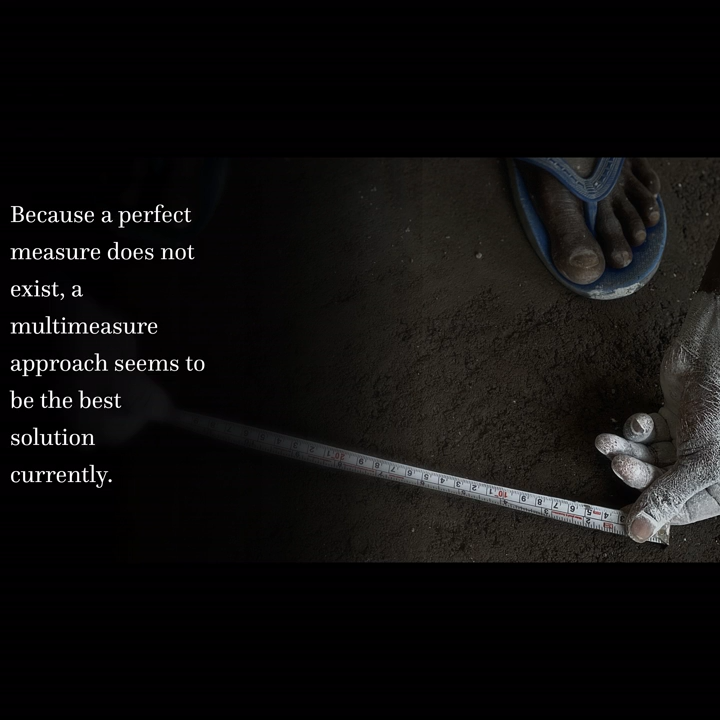 Because a perfect
measure does not
exist, a
multimeasure
approach seems to
be the best
solution
currently.